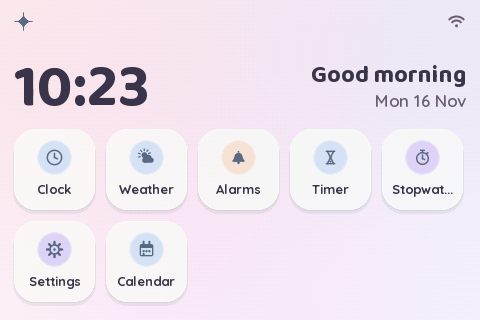 10:23
Good morning
Mon 16 Nov
Clock
Weather
Alarms
Timer
Stopwat...
Settings
Calendar